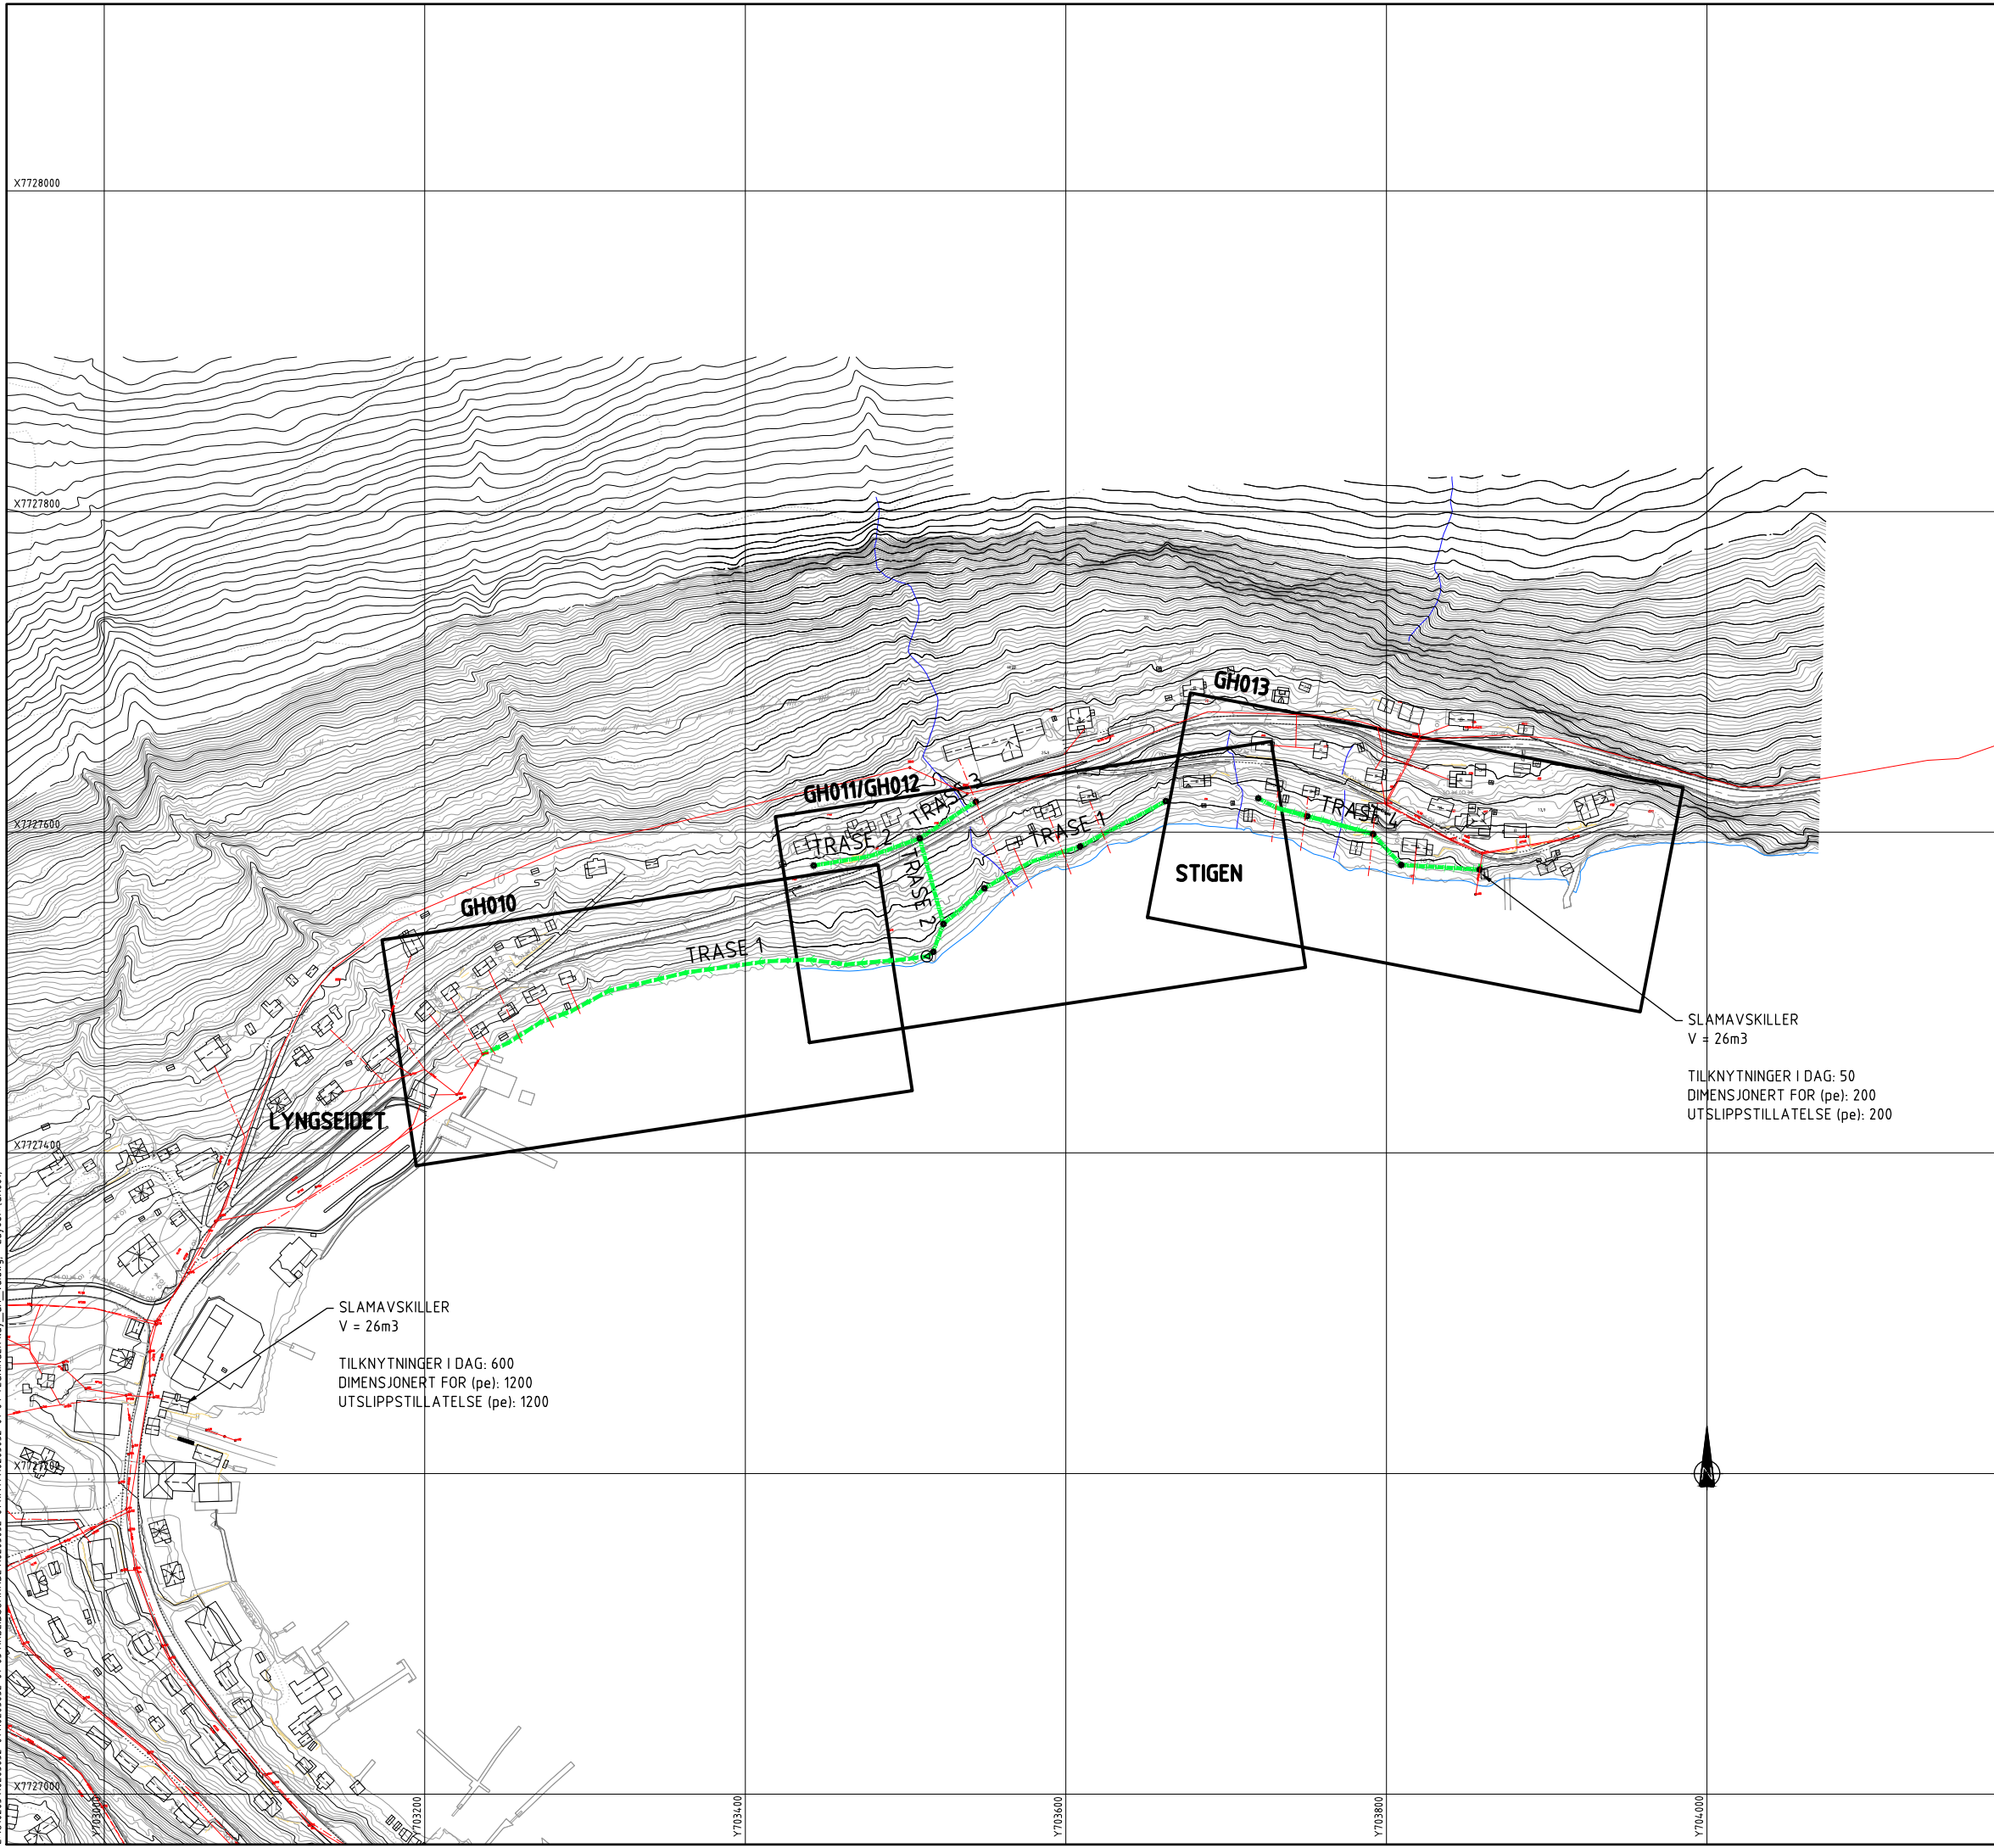 X7728000
X7727800
GH013
GH011/GH012
TRASE 3
X7727600
TRASE 2
TRASE 1
TRASE 4
STIGEN
TRASE 2
GH010
TRASE 1
SLAMAVSKILLER
V = 26m3
TILKNYTNINGER I DAG: 50
DIMENSJONERT FOR (pe): 200
UTSLIPPSTILLATELSE (pe): 200
LYNGSEIDET
X7727400
SLAMAVSKILLER
V = 26m3
TILKNYTNINGER I DAG: 600
DIMENSJONERT FOR (pe): 1200
UTSLIPPSTILLATELSE (pe): 1200
X7727200
N
X7727000
Y703000
Y703200
Y703400
Y703600
Y703800
Y704000